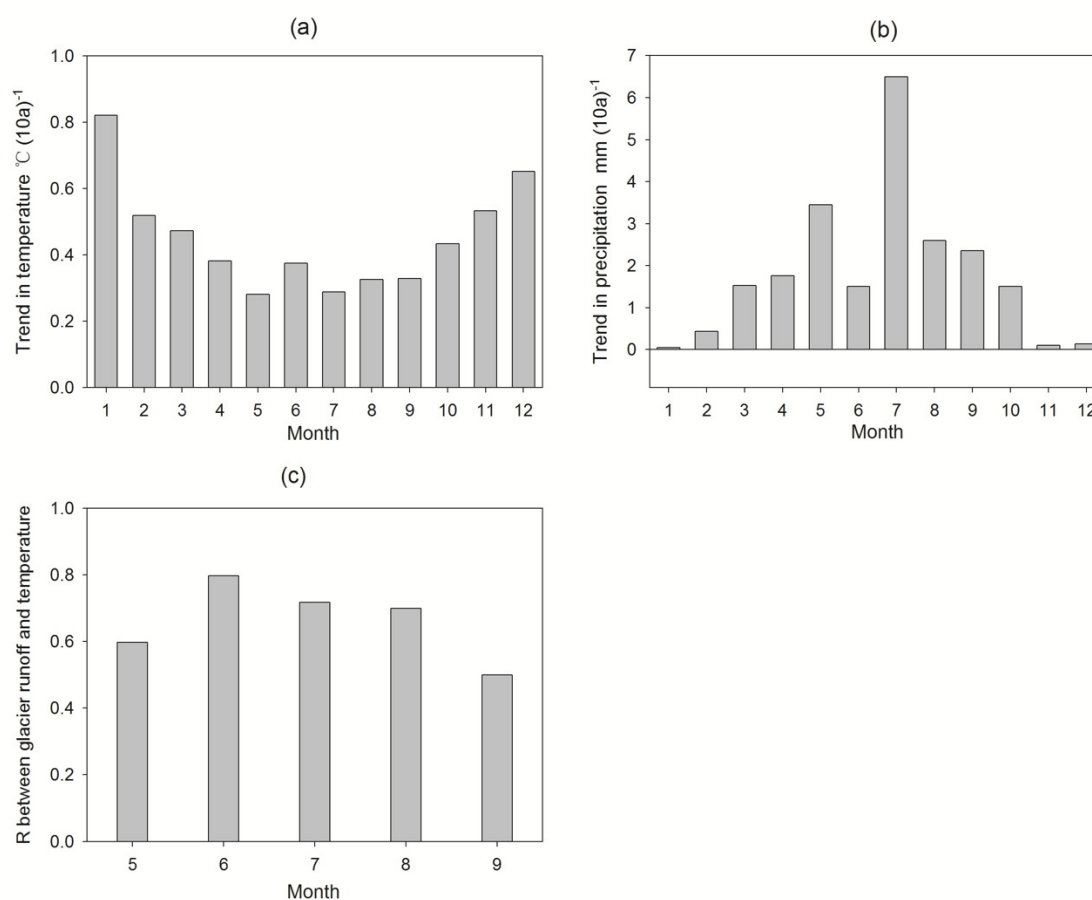 (a)
Trend in temperature ℃ (10a)⁻¹
1.0
0.8
0.6
0.4
0.2
0.0
1 2 3 4 5 6 7 8 9 10 11 12
Month
(b)
Trend in precipitation mm (10a)⁻¹
7
6
5
4
3
2
1
0
1 2 3 4 5 6 7 8 9 10 11 12
Month
(c)
R between glacier runoff and temperature
1.0
0.8
0.6
0.4
0.2
0.0
5 6 7 8 9
Month